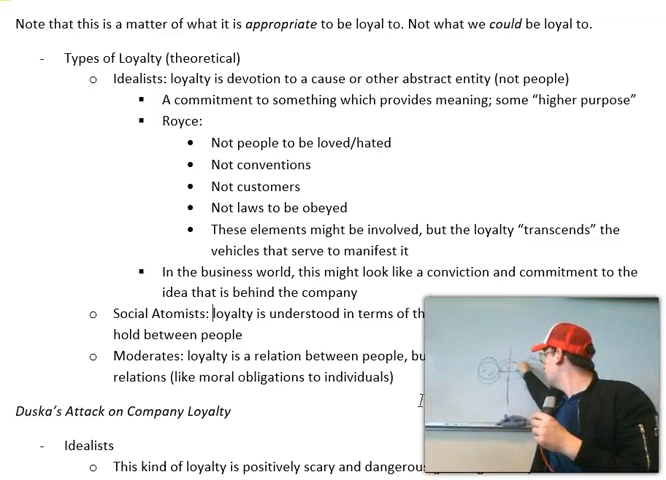 Note that this is a matter of what it is appropriate to be loyal to. Not what we could be loyal to.
- Types of Loyalty (theoretical)
o Idealists: loyalty is devotion to a cause or other abstract entity (not people)
▪ A commitment to something which provides meaning; some “higher purpose”
▪ Royce:
• Not people to be loved/hated
• Not conventions
• Not customers
• Not laws to be obeyed
• These elements might be involved, but the loyalty “transcends” the
vehicles that serve to manifest it
▪ In the business world, this might look like a conviction and commitment to the
idea that is behind the company
o Social Atomists: loyalty is understood in terms of
hold between people
o Moderates: loyalty is a relation between people,
relations (like moral obligations to individuals)
Duska’s Attack on Company Loyalty
- Idealists
o This kind of loyalty is positively scary and